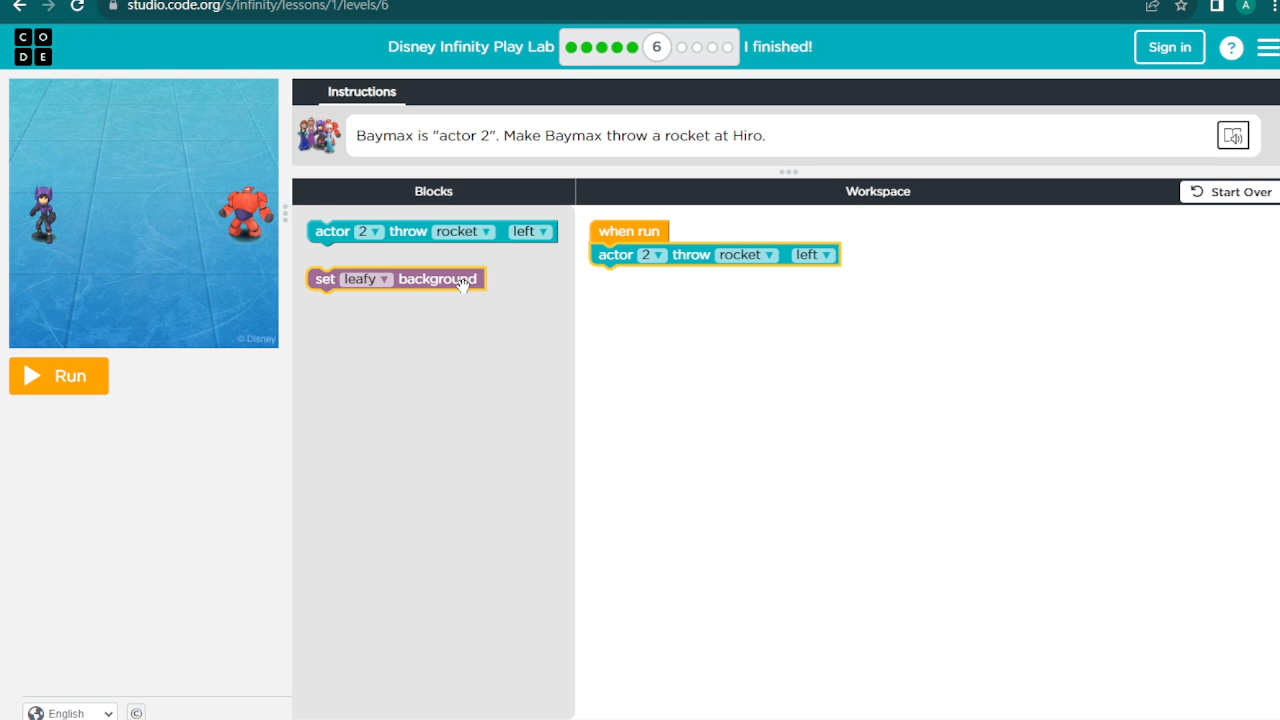 studio.code.org/s/infinity/lessons/1/levels/6
A
C O
D E
Disney Infinity Play Lab 6 I finished!
Sign in
?
Instructions
Baymax is "actor 2". Make Baymax throw a rocket at Hiro.
Blocks
Workspace
Start Over
actor 2 throw rocket left
set leafy background
when run
actor 2 throw rocket left
© Disney
Run
English
©